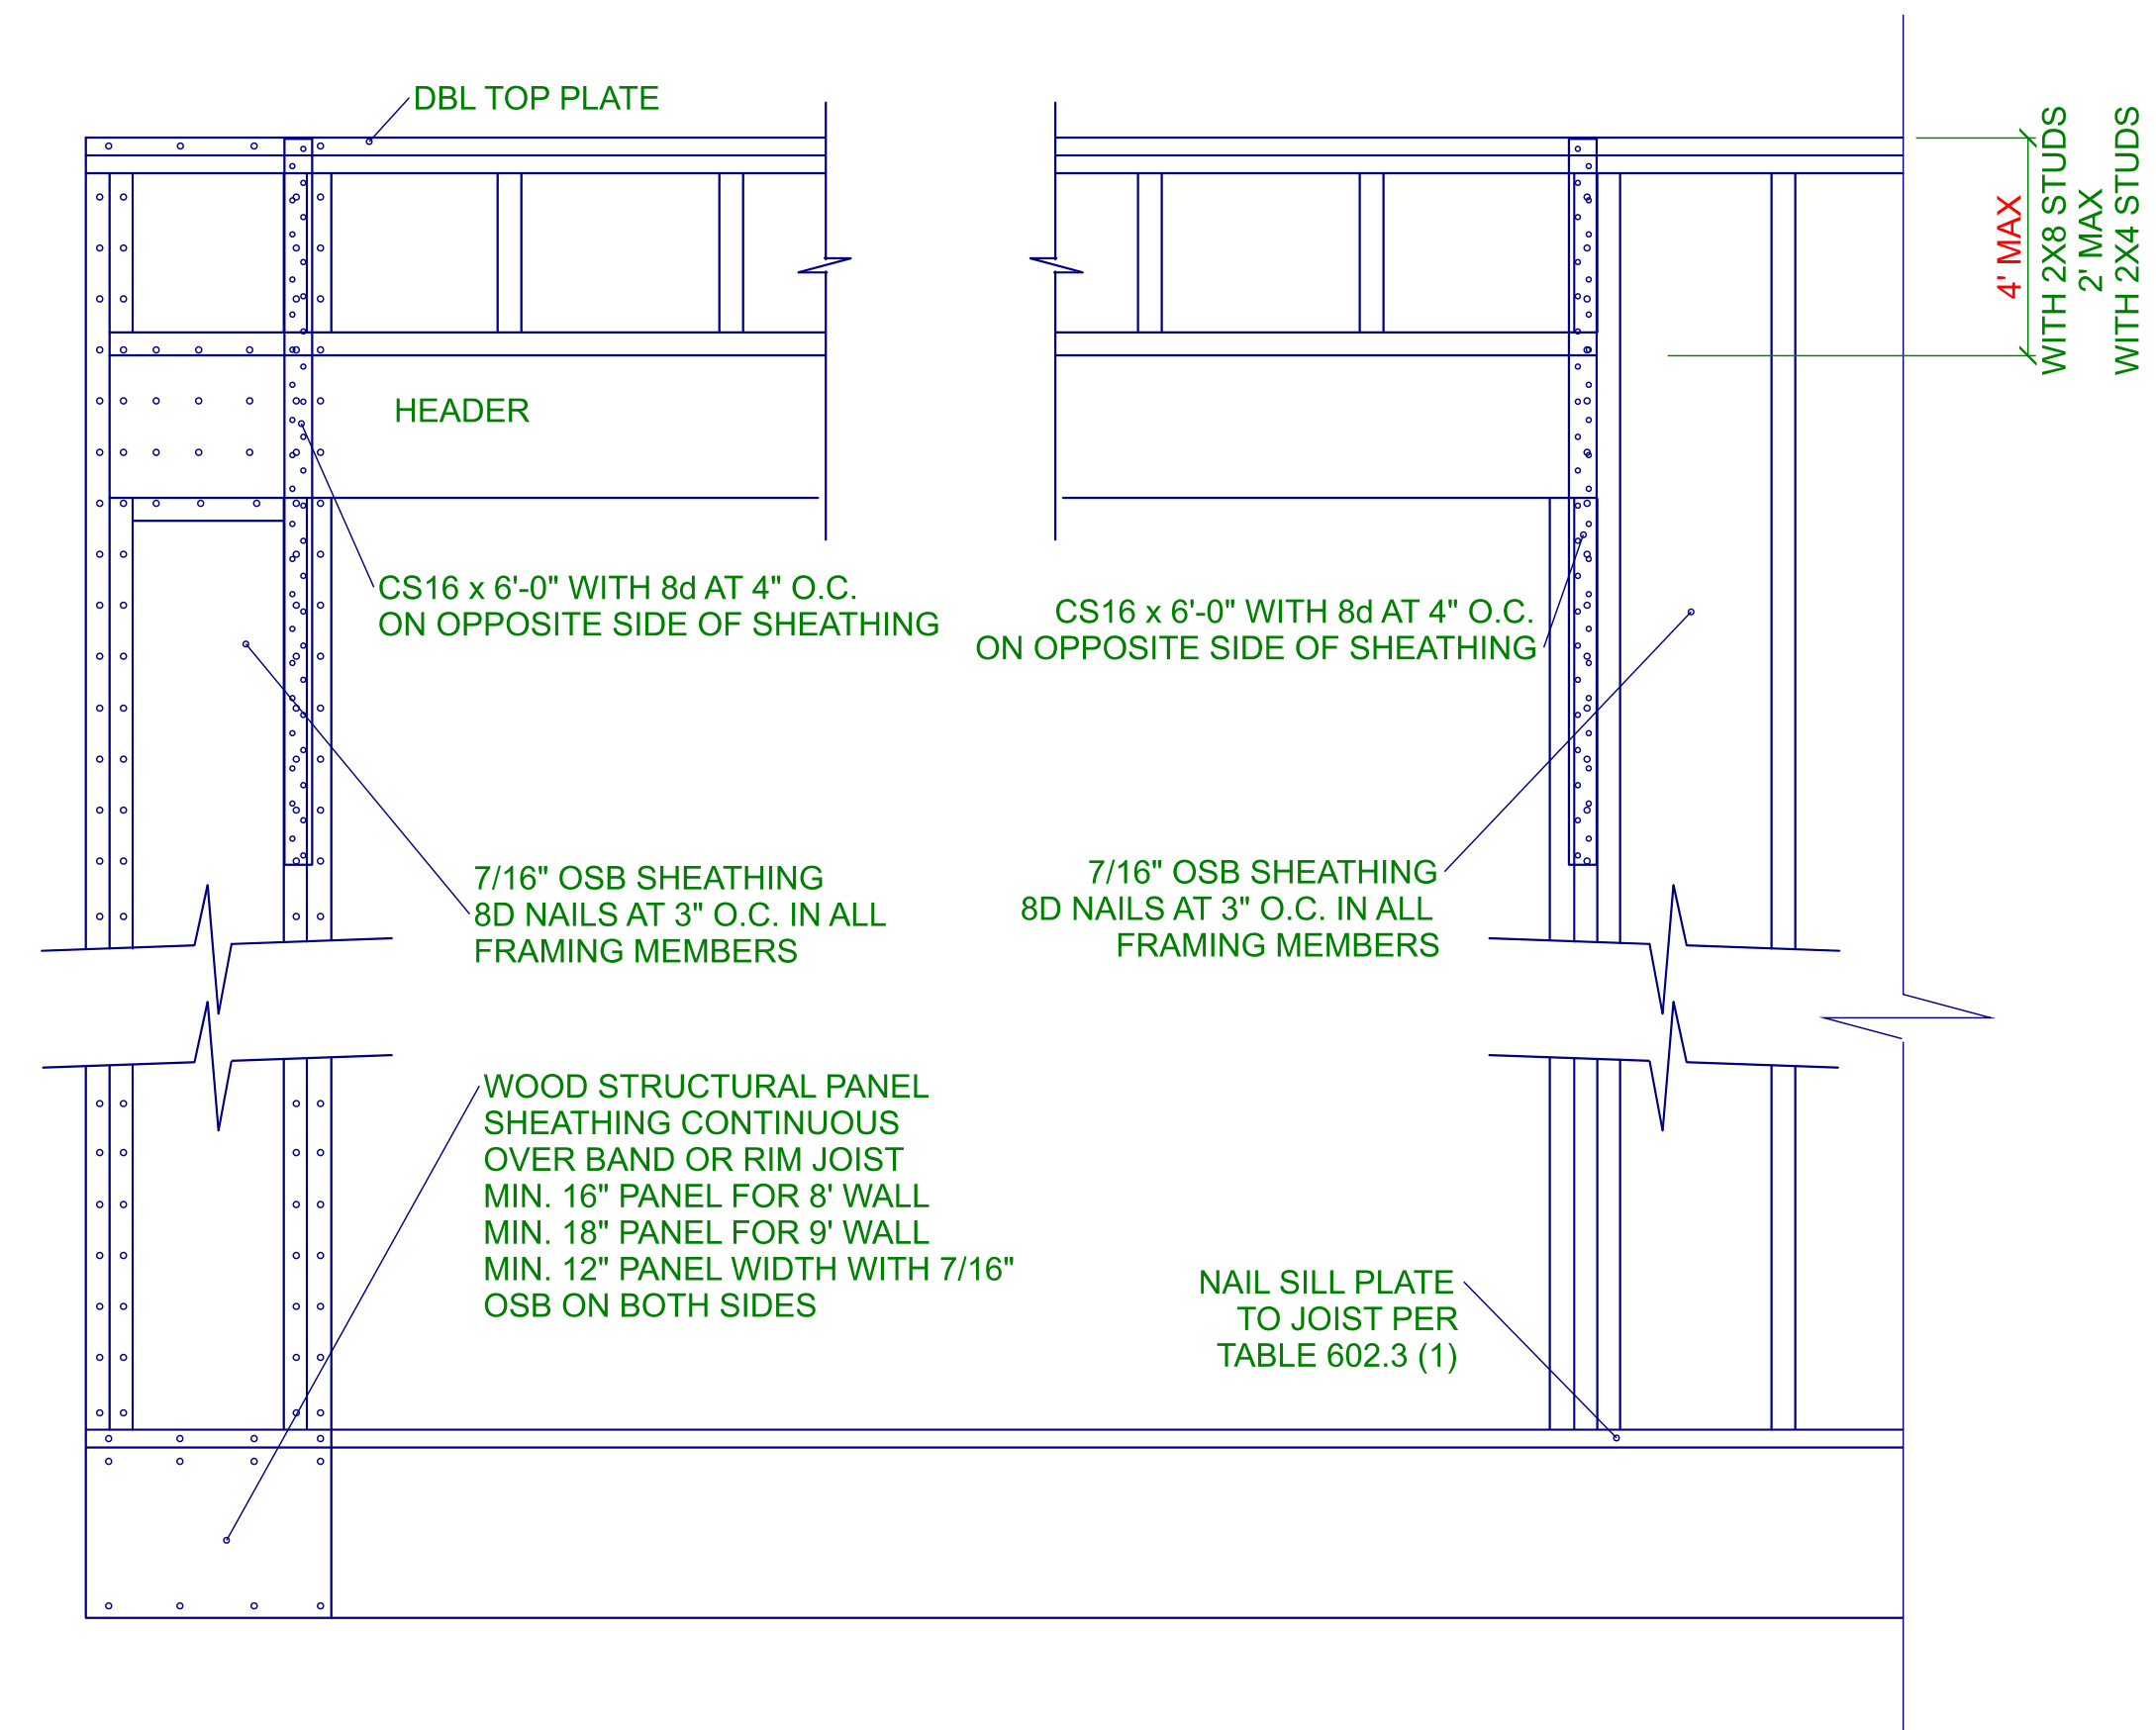 DBL TOP PLATE
HEADER
CS16 x 6'-0" WITH 8d AT 4" O.C.
ON OPPOSITE SIDE OF SHEATHING
CS16 x 6'-0" WITH 8d AT 4" O.C.
ON OPPOSITE SIDE OF SHEATHING
4' MAX
WITH 2X8 STUDS
2' MAX
WITH 2X4 STUDS
7/16" OSB SHEATHING
8D NAILS AT 3" O.C. IN ALL
FRAMING MEMBERS
7/16" OSB SHEATHING
8D NAILS AT 3" O.C. IN ALL
FRAMING MEMBERS
WOOD STRUCTURAL PANEL
SHEATHING CONTINUOUS
OVER BAND OR RIM JOIST
MIN. 16" PANEL FOR 8' WALL
MIN. 18" PANEL FOR 9' WALL
MIN. 12" PANEL WIDTH WITH 7/16"
OSB ON BOTH SIDES
NAIL SILL PLATE
TO JOIST PER
TABLE 602.3 (1)